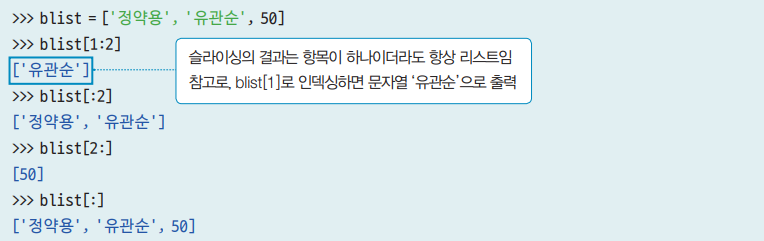 >>> blist = ['정약용', '유관순', 50]
>>> blist[1:2]
['유관순']
슬라이싱의 결과는 항목이 하나이더라도 항상 리스트임
참고로, blist[1]로 인덱싱하면 문자열 ‘유관순’으로 출력
>>> blist[:2]
['정약용', '유관순']
>>> blist[2:]
[50]
>>> blist[:]
['정약용', '유관순', 50]